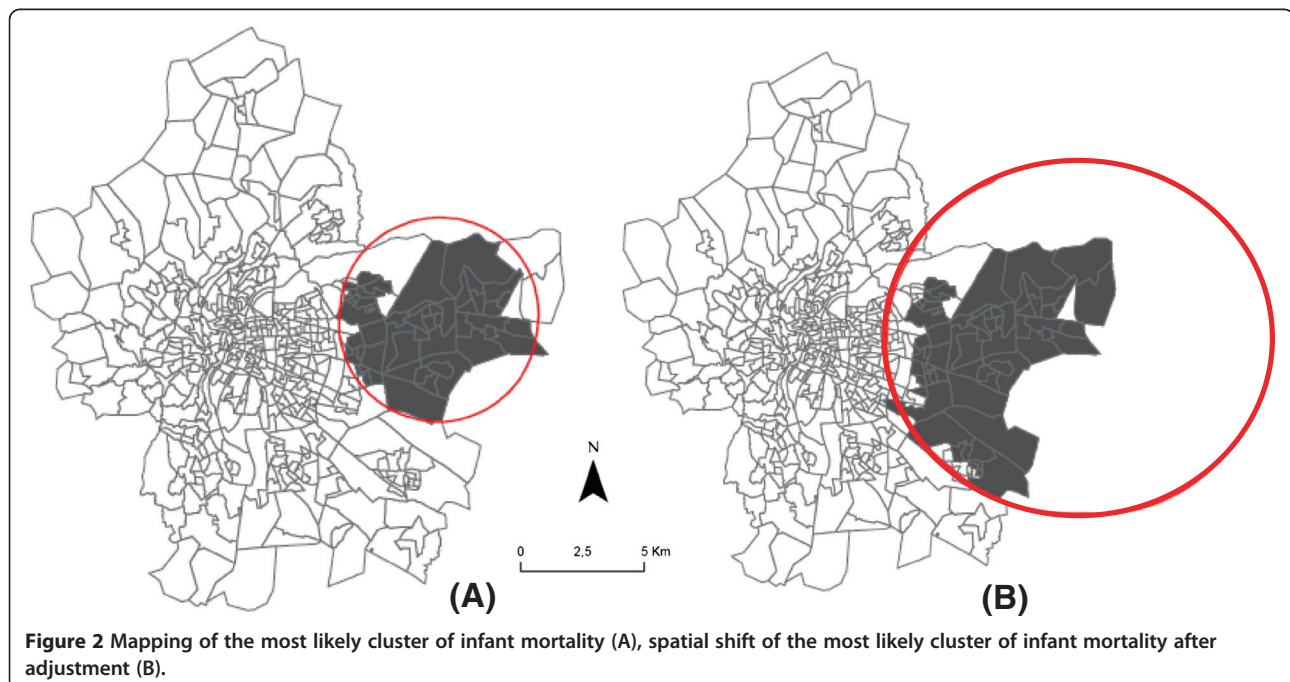 N
0 2,5 5 Km
(A) (B)
Figure 2 Mapping of the most likely cluster of infant mortality (A), spatial shift of the most likely cluster of infant mortality after
adjustment (B).